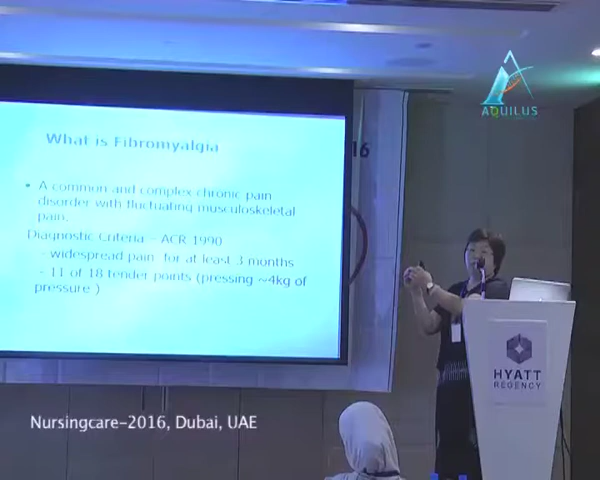 AQUILUS
What is Fibromyalgia
16
• A common and complex chronic pain
disorder with fluctuating musculoskeletal
pain.
Diagnostic Criteria – ACR 1990
- widespread pain for at least 3 months
- 11 of 18 tender points (pressing ~4kg of
pressure )
HYATT
REGENCY
Nursingcare-2016, Dubai, UAE